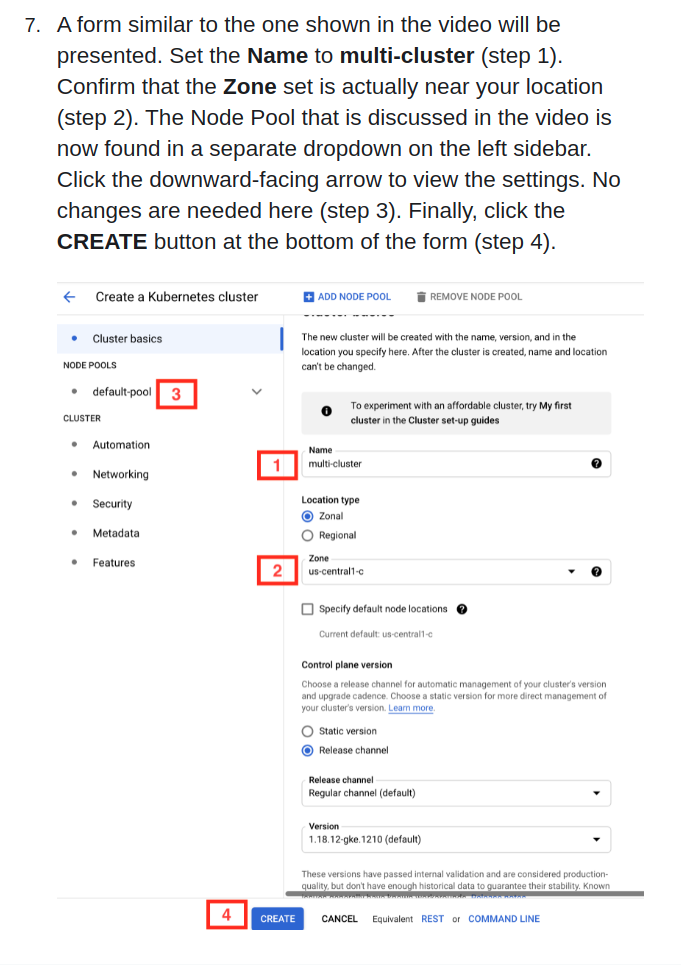 7. A form similar to the one shown in the video will be
presented. Set the Name to multi-cluster (step 1).
Confirm that the Zone set is actually near your location
(step 2). The Node Pool that is discussed in the video is
now found in a separate dropdown on the left sidebar.
Click the downward-facing arrow to view the settings. No
changes are needed here (step 3). Finally, click the
CREATE button at the bottom of the form (step 4).
Create a Kubernetes cluster
ADD NODE POOL
REMOVE NODE POOL
Cluster basics
NODE POOLS
default-pool
3
CLUSTER
Automation
Networking
Security
Metadata
Features
The new cluster will be created with the name, version, and in the
location you specify here. After the cluster is created, name and location
can't be changed.
To experiment with an affordable cluster, try My first
cluster in the Cluster set-up guides
1
Name
multi-cluster
Location type
Zonal
Regional
2
Zone
us-central1-c
Specify default node locations
Current default: us-central1-c
Control plane version
Choose a release channel for automatic management of your cluster's version
and upgrade cadence. Choose a static version for more direct management of
your cluster's version. Learn more.
Static version
Release channel
Release channel
Regular channel (default)
Version
1.18.12-gke.1210 (default)
These versions have passed internal validation and are considered production-
quality, but don't have enough historical data to guarantee their stability. Known
4
CREATE
CANCEL
Equivalent REST or COMMAND LINE